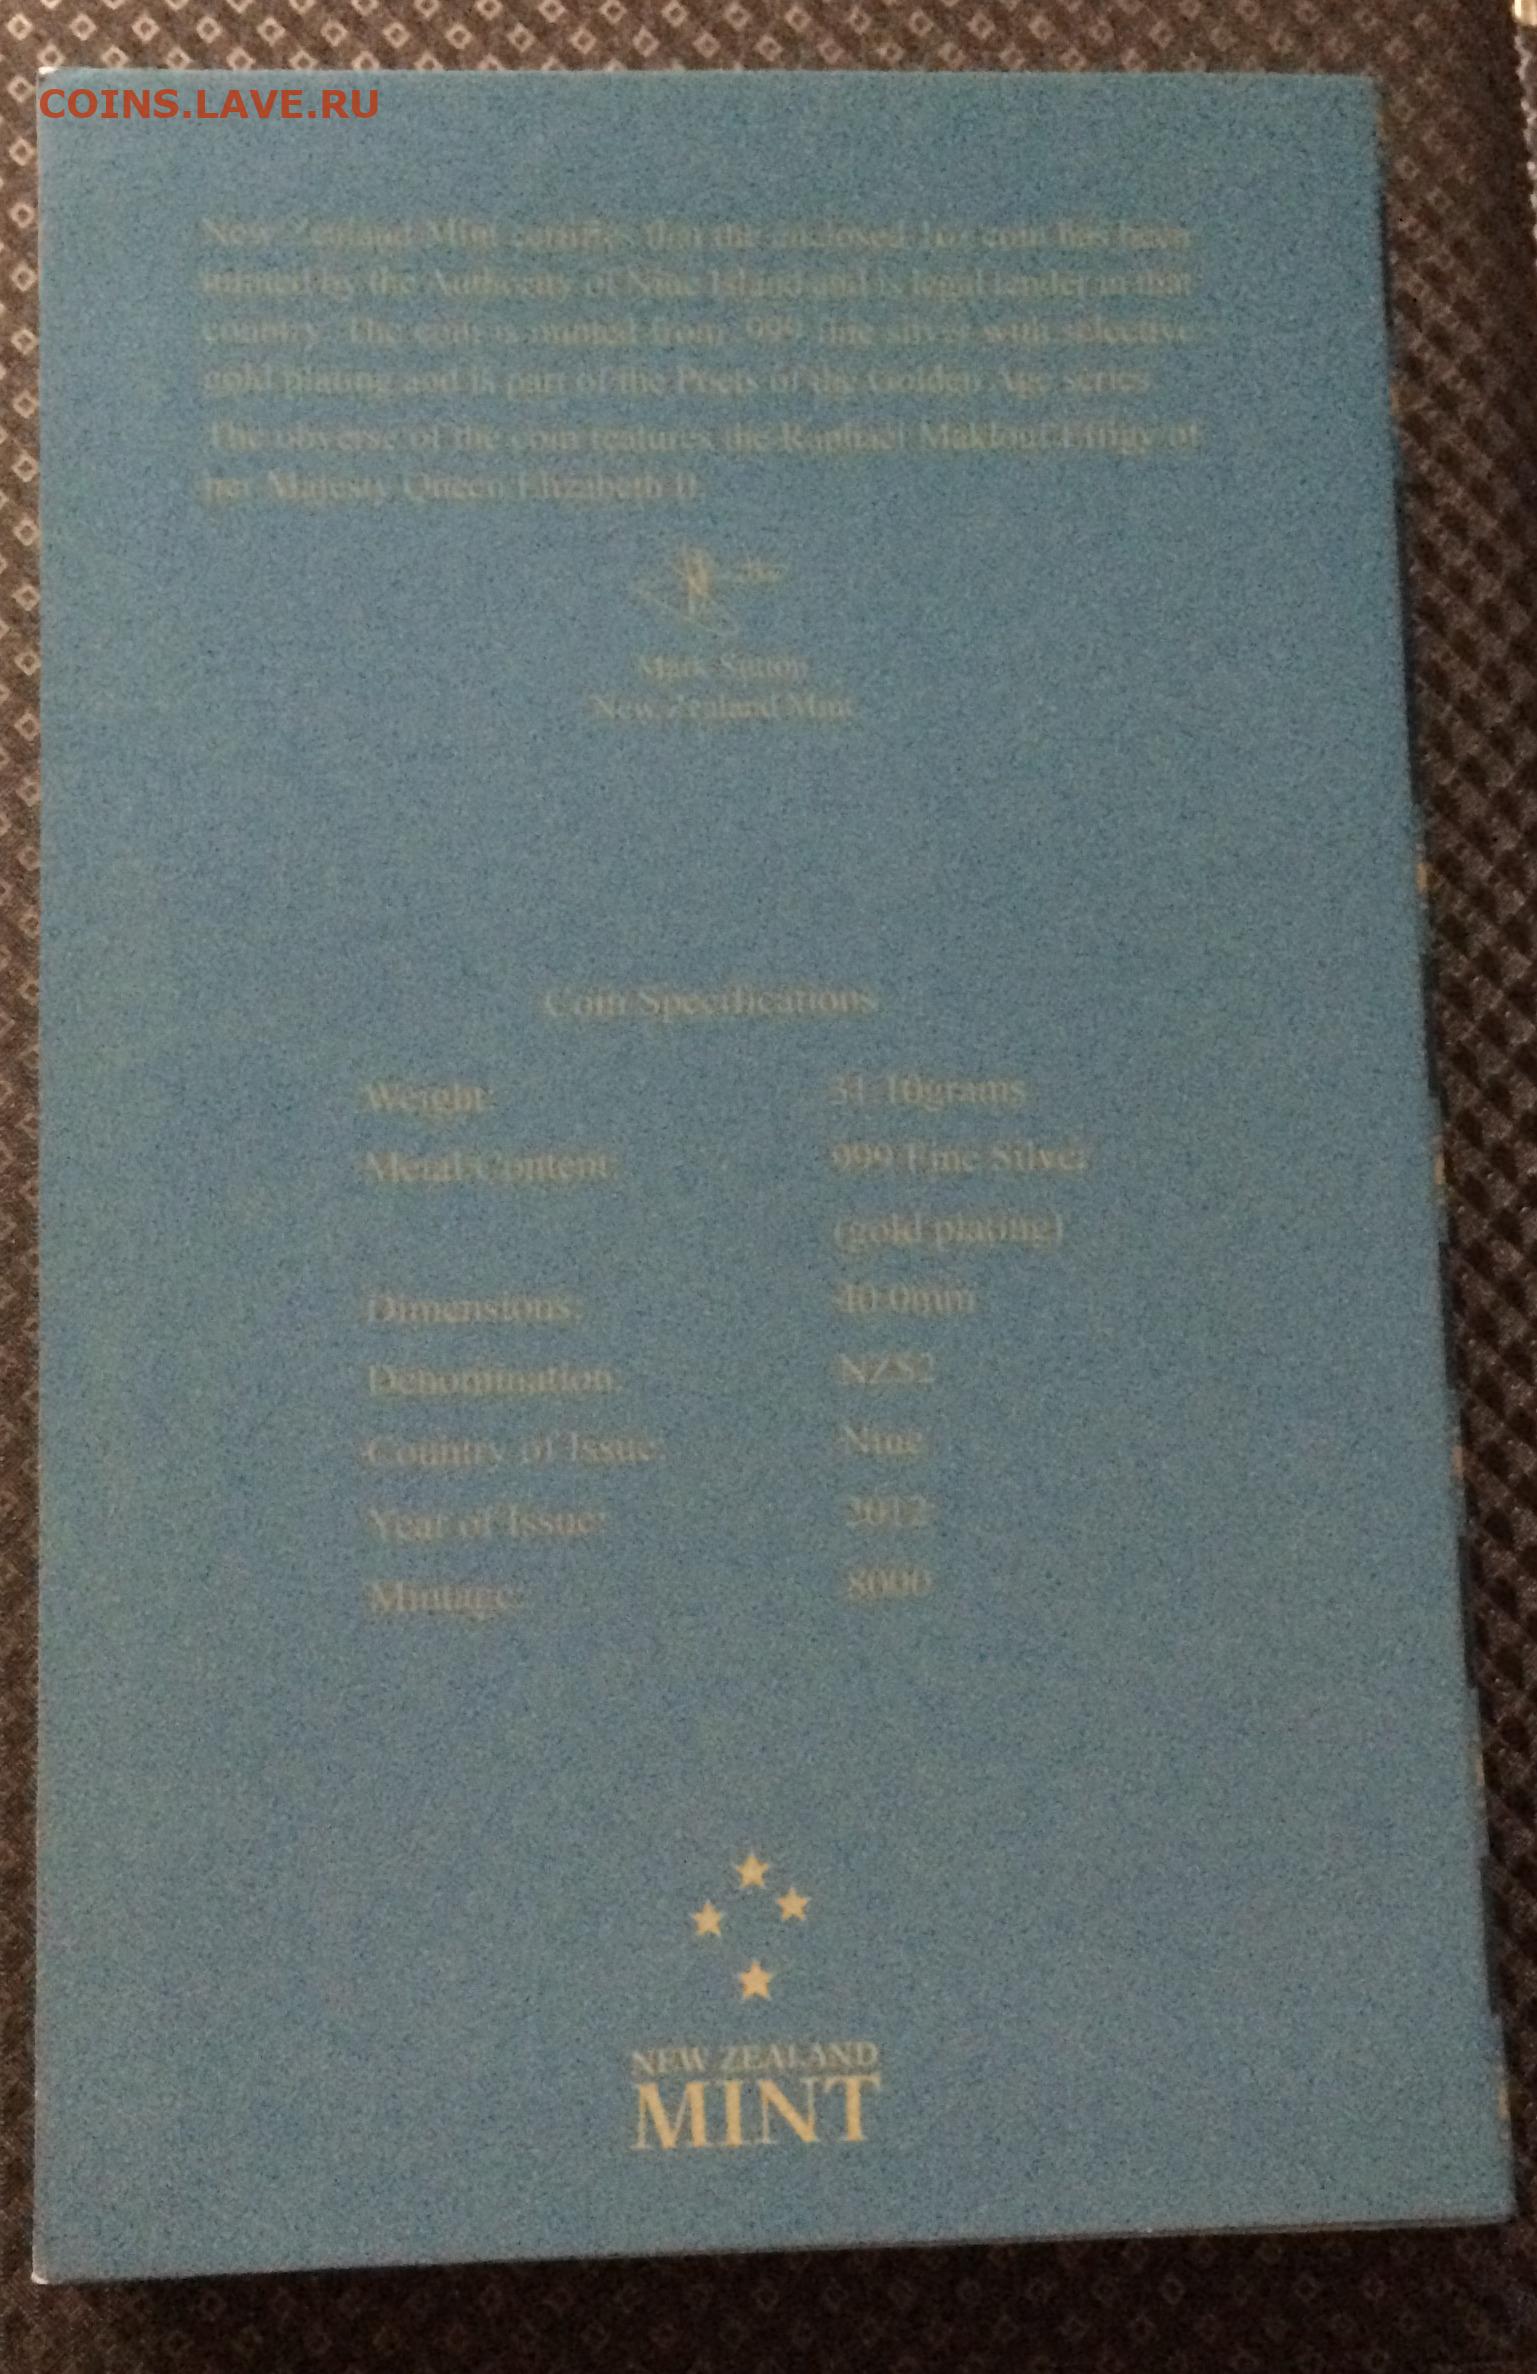 COINS.LAVE.RU
New Zealand Mint certifies that the enclosed 1oz coin has been
minted by the Authority of Niue Island and is legal tender in that
country. The coin is minted from .999 fine silver with selective
gold plating and is part of the Poets of the Golden Age series.
The obverse of the coin features the Raphael Maklouf Effigy of
her Majesty Queen Elizabeth II.
Mark Sutton
New Zealand Mint
Coin Specifications
Weight: 31.10grams
Metal Content: 999 Fine Silver
(gold plating)
Dimensions: 40.0mm
Denomination: NZ$2
Country of Issue: Niue
Year of Issue: 2012
Mintage: 8000
NEW ZEALAND
MINT